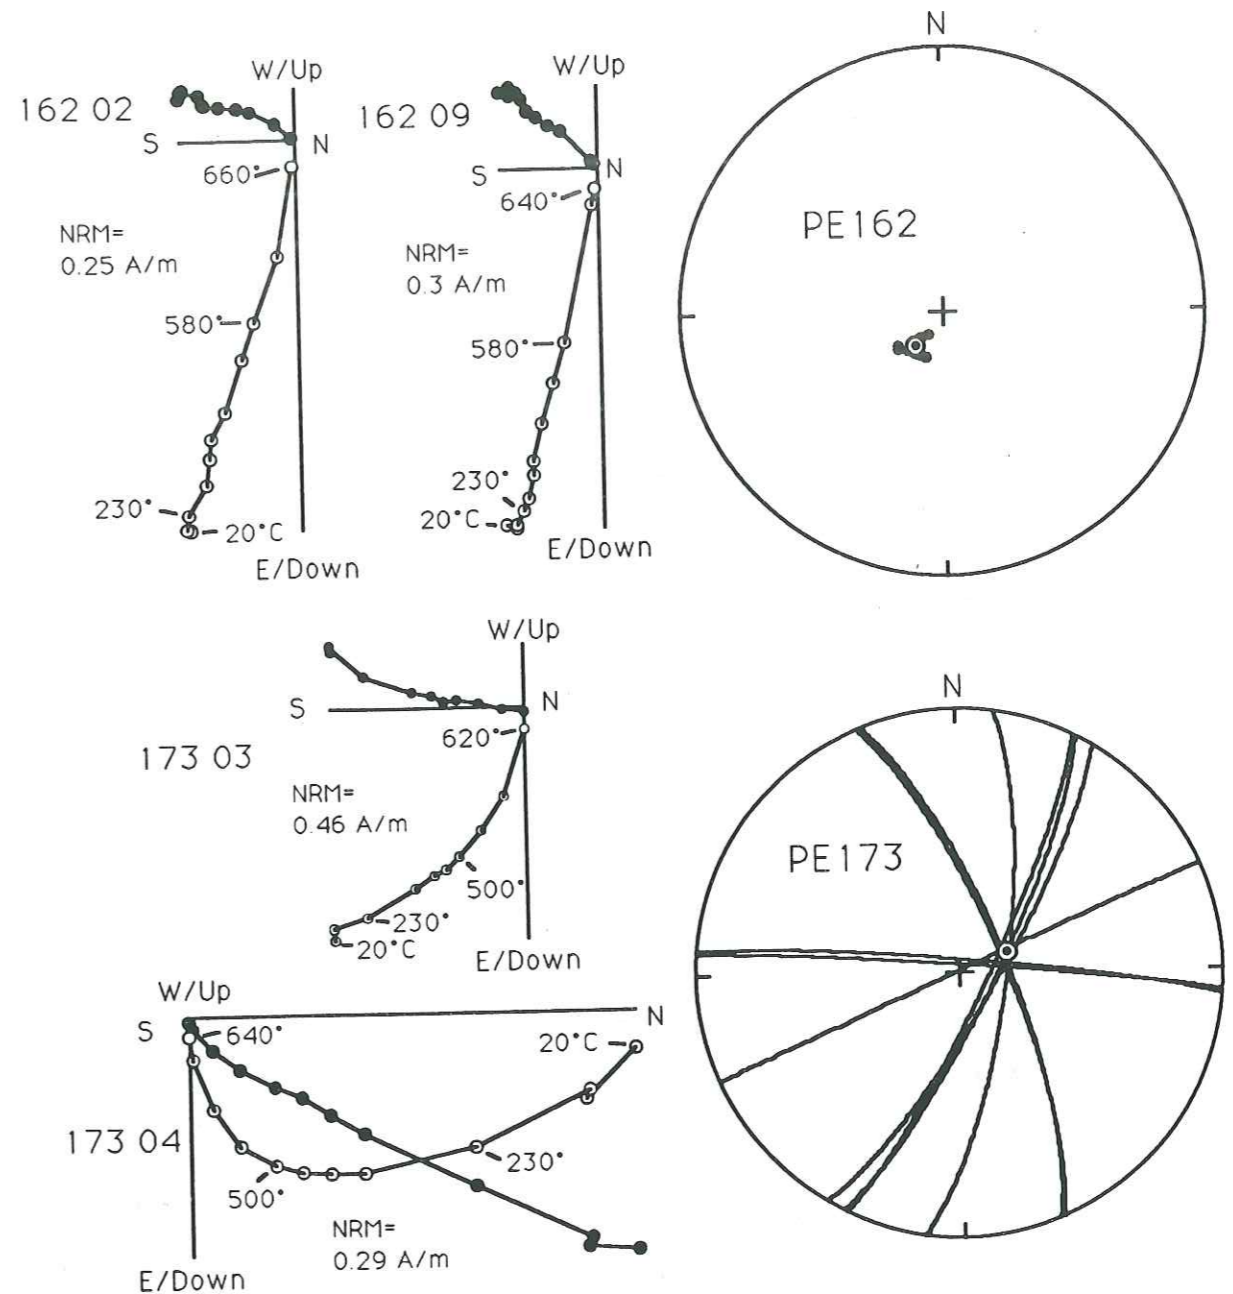 162 02
W/Up
S
N
660°
NRM=
0.25 A/m
580°
230°
20°C
E/Down
162 09
W/Up
S
N
640°
NRM=
0.3 A/m
580°
230°
20°C
E/Down
N
PE162
173 03
W/Up
S
N
620°
NRM=
0.46 A/m
500°
230°
20°C
E/Down
173 04
W/Up
S
N
640°
20°C
230°
500°
NRM=
0.29 A/m
E/Down
N
PE173